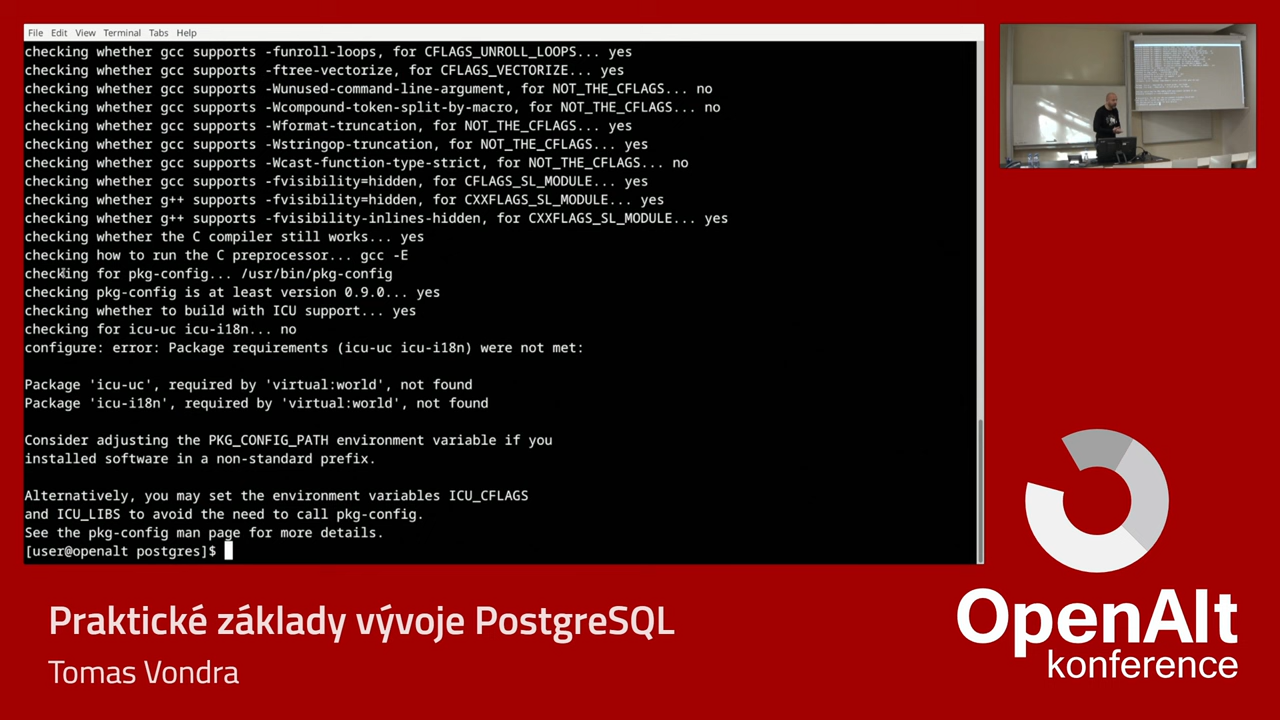 File Edit View Terminal Tabs Help
checking whether gcc supports -funroll-loops, for CFLAGS_UNROLL_LOOPS... yes
checking whether gcc supports -ftree-vectorize, for CFLAGS_VECTORIZE... yes
checking whether gcc supports -Wunused-command-line-argument, for NOT_THE_CFLAGS... no
checking whether gcc supports -Wcompound-token-split-by-macro, for NOT_THE_CFLAGS... no
checking whether gcc supports -Wformat-truncation, for NOT_THE_CFLAGS... yes
checking whether gcc supports -Wstringop-truncation, for NOT_THE_CFLAGS... yes
checking whether gcc supports -Wcast-function-type-strict, for NOT_THE_CFLAGS... no
checking whether gcc supports -fvisibility=hidden, for CFLAGS_SL_MODULE... yes
checking whether g++ supports -fvisibility=hidden, for CXXFLAGS_SL_MODULE... yes
checking whether g++ supports -fvisibility-inlines-hidden, for CXXFLAGS_SL_MODULE... yes
checking whether the C compiler still works... yes
checking how to run the C preprocessor... gcc -E
checking for pkg-config... /usr/bin/pkg-config
checking pkg-config is at least version 0.9.0... yes
checking whether to build with ICU support... yes
checking for icu-uc icu-i18n... no
configure: error: Package requirements (icu-uc icu-i18n) were not met:
Package 'icu-uc', required by 'virtual:world', not found
Package 'icu-i18n', required by 'virtual:world', not found
Consider adjusting the PKG_CONFIG_PATH environment variable if you
installed software in a non-standard prefix.
Alternatively, you may set the environment variables ICU_CFLAGS
and ICU_LIBS to avoid the need to call pkg-config.
See the pkg-config man page for more details.
[user@openalt postgres]$
Praktické základy vývoje PostgreSQL
Tomas Vondra
OpenAlt
konference